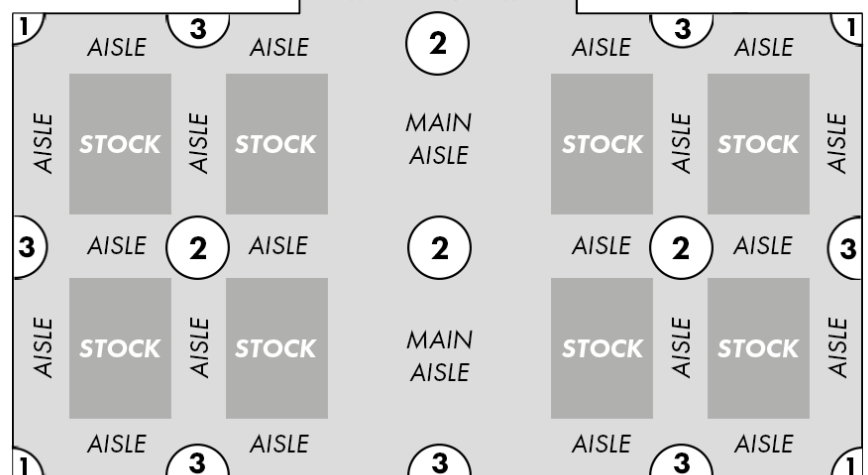 1 3 2 3 1
AISLE AISLE AISLE AISLE
AISLE STOCK AISLE STOCK MAIN STOCK AISLE STOCK AISLE
AISLE
3 AISLE 2 AISLE 2 AISLE 2 AISLE 3
AISLE STOCK AISLE STOCK MAIN STOCK AISLE STOCK AISLE
AISLE
AISLE AISLE AISLE AISLE
1 3 3 3 1